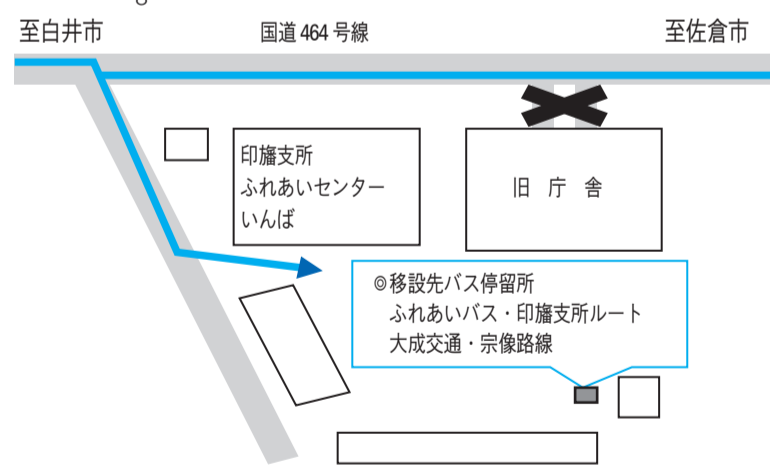 至白井市
国道 464 号線
至佐倉市
印旛支所
ふれあいセンター
いんば
旧 庁 舎
◎移設先バス停留所
ふれあいバス・印旛支所ルート
大成交通・宗像路線